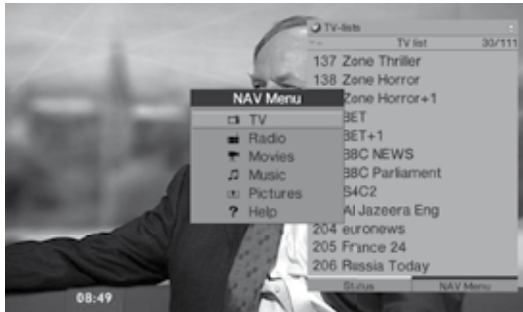 TV-lists
TV list 30/111
137 Zone Thriller
138 Zone Horror
Zone Horror+1
BET
BET+1
BBC NEWS
BBC Parliament
S4C2
Al Jazeera Eng
204 euronews
205 France 24
206 Russia Today
Status NAV Menu
NAV Menu
TV
Radio
Movies
Music
Pictures
? Help
08:49